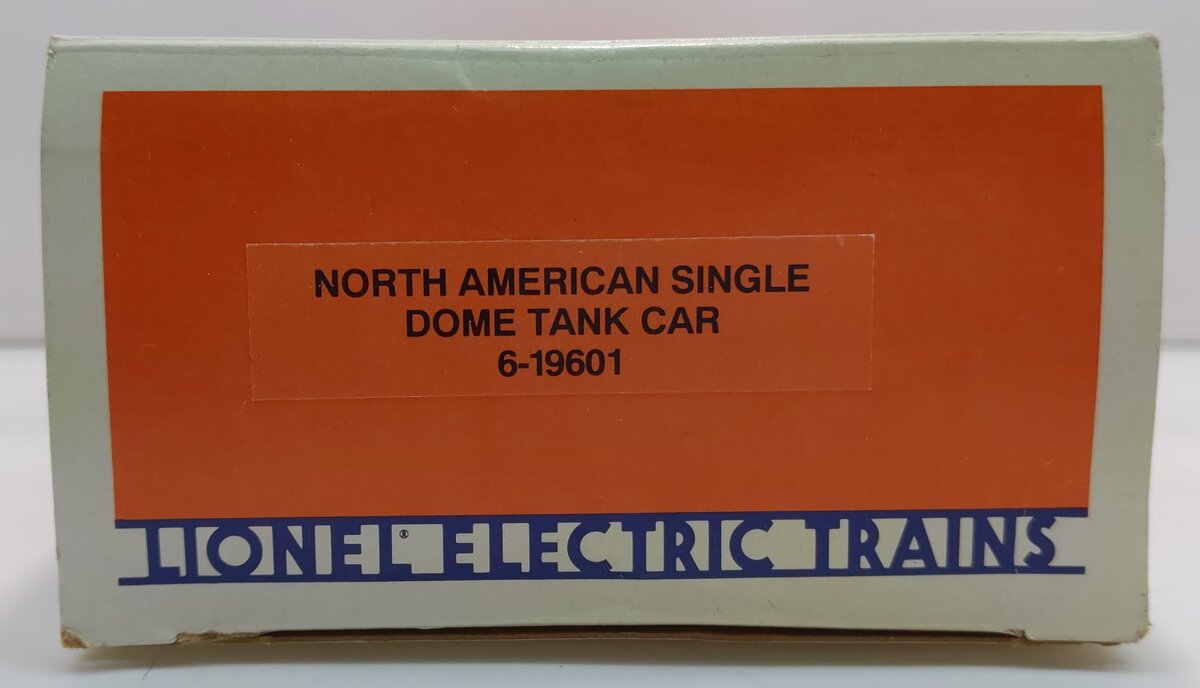 NORTH AMERICAN SINGLE
DOME TANK CAR
6-19601
LIONEL® ELECTRIC TRAINS